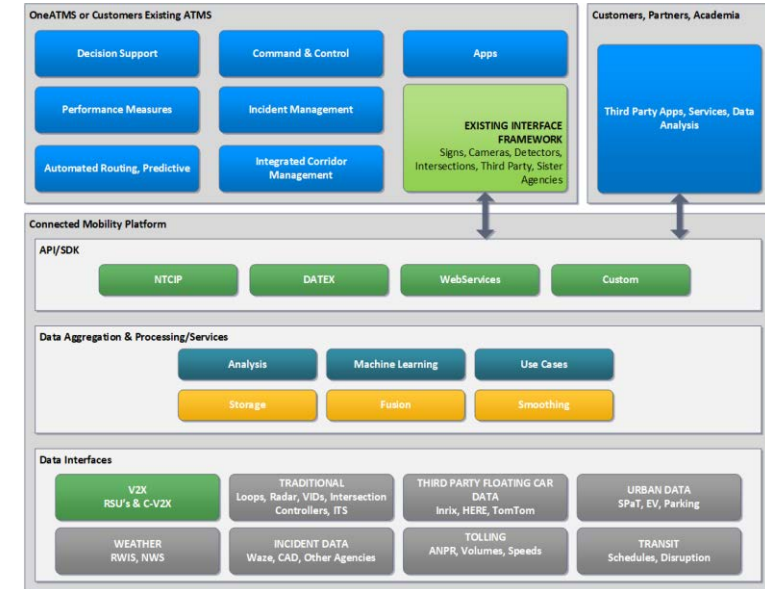 OneATMS or Customers Existing ATMS
Decision Support
Command & Control
Apps
Performance Measures
Incident Management
EXISTING INTERFACE
FRAMEWORK
Signs, Cameras, Detectors,
Intersections, Third Party, Sister
Agencies
Automated Routing, Predictive
Integrated Corridor
Management
Customers, Partners, Academia
Third Party Apps, Services, Data
Analysis
Connected Mobility Platform
API/SDK
NTCIP
DATEX
WebServices
Custom
Data Aggregation & Processing/Services
Analysis
Machine Learning
Use Cases
Storage
Fusion
Smoothing
Data Interfaces
V2X
RSU's & C-V2X
TRADITIONAL
Loops, Radar, VIDs, Intersection
Controllers, ITS
THIRD PARTY FLOATING CAR
DATA
Inrix, HERE, TomTom
URBAN DATA
SPaT, EV, Parking
WEATHER
RWIS, NWS
INCIDENT DATA
Waze, CAD, Other Agencies
TOLLING
ANPR, Volumes, Speeds
TRANSIT
Schedules, Disruption